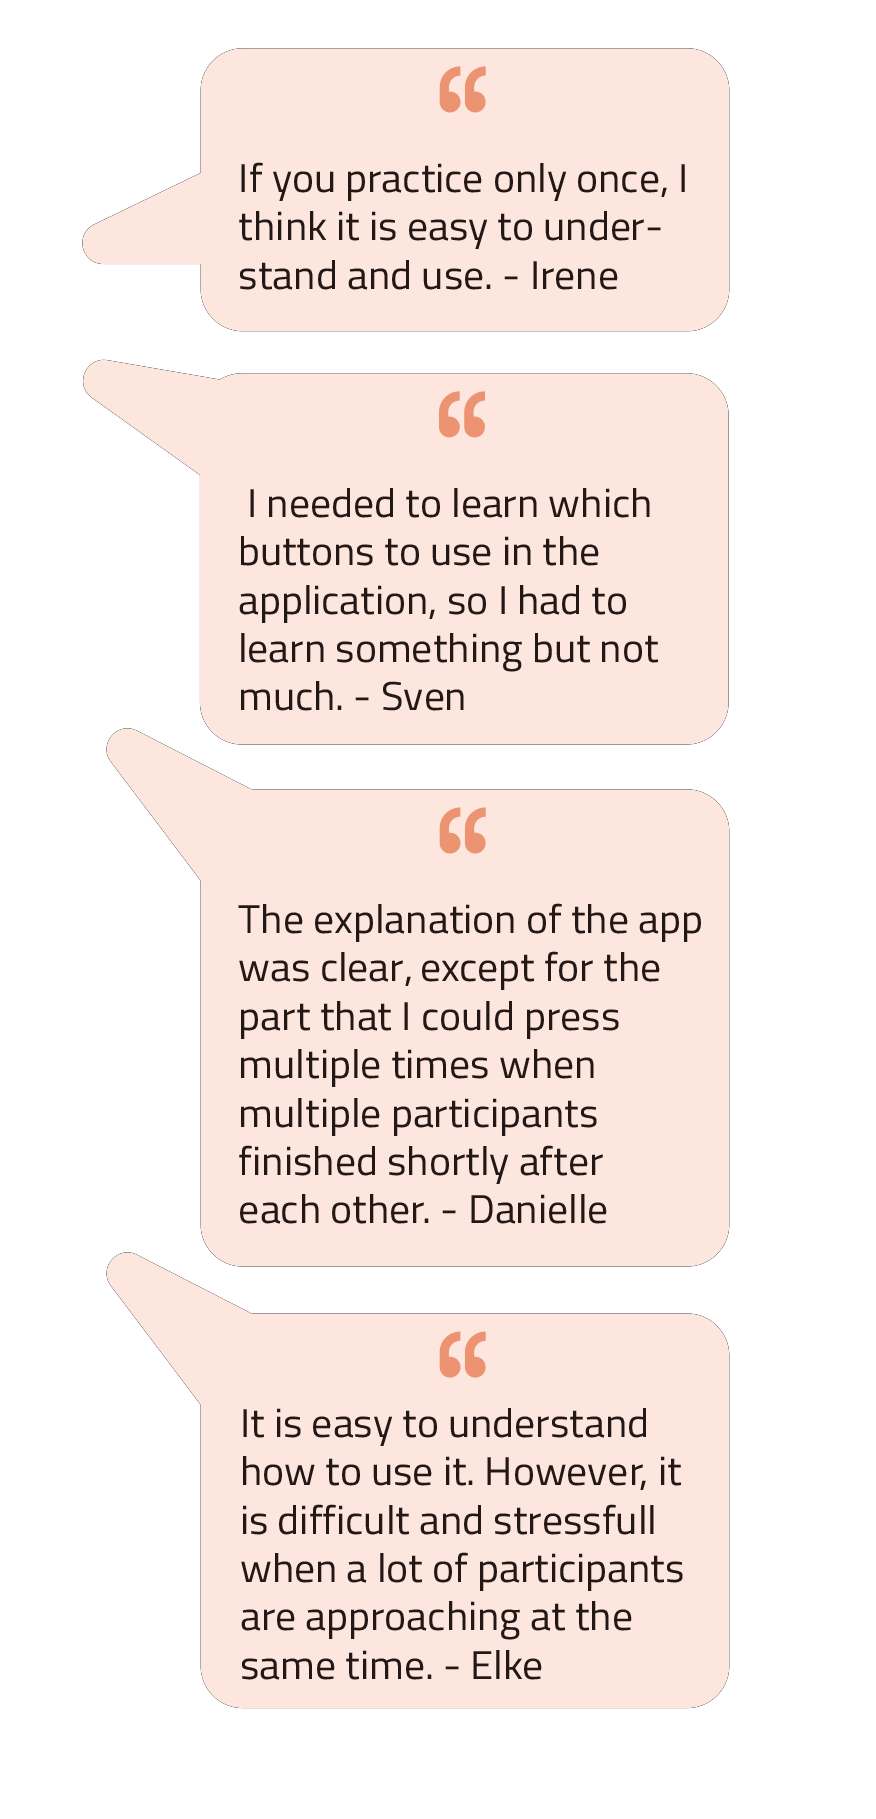 “
If you practice only once, I
think it is easy to under-
stand and use. - Irene
“
I needed to learn which
buttons to use in the
application, so I had to
learn something but not
much. - Sven
“
The explanation of the app
was clear, except for the
part that I could press
multiple times when
multiple participants
finished shortly after
each other. - Danielle
“
It is easy to understand
how to use it. However, it
is difficult and stressfull
when a lot of participants
are approaching at the
same time. - Elke